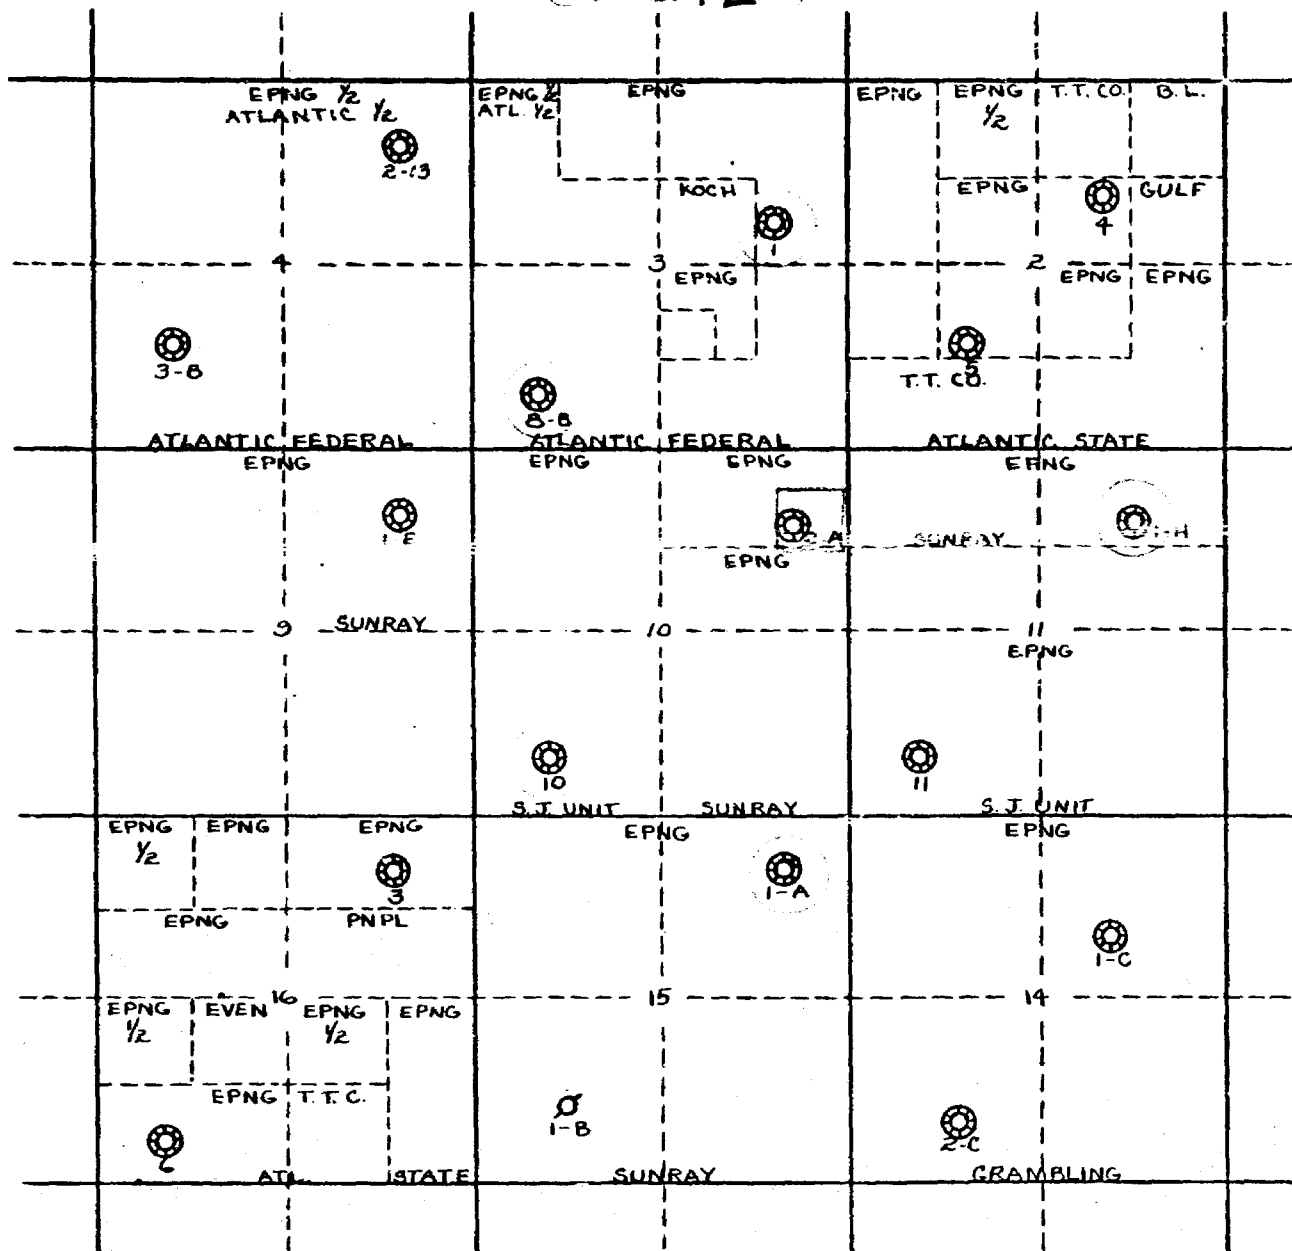 EPNG 1/2
ATLANTIC 1/2
2-13
4
3-B
ATLANTIC FEDERAL
EPNG 1/2
ATL. 1/2
EPNG
KOCH
1
3
EPNG
8-B
ATLANTIC FEDERAL
EPNG
EPNG
1/2
T.T. CO.
B.L.
EPNG
GULF
4
2
EPNG
EPNG
5
T.T. CO.
ATLANTIC STATE
EPNG
1-E
9
SUNRAY
EPNG
EPNG
A
EPNG
10
10
S.J. UNIT
SUNRAY
EPNG
SUNRAY
-H
11
EPNG
11
S.J. UNIT
EPNG
1/2
EPNG
EPNG
3
EPNG
PNPL
16
EPNG
1/2
EVEN
EPNG
1/2
EPNG
EPNG
T.T.C.
6
ATL.
STATE
EPNG
1-A
15
1-B
SUNRAY
EPNG
1-C
14
2-C
GRAMBLING